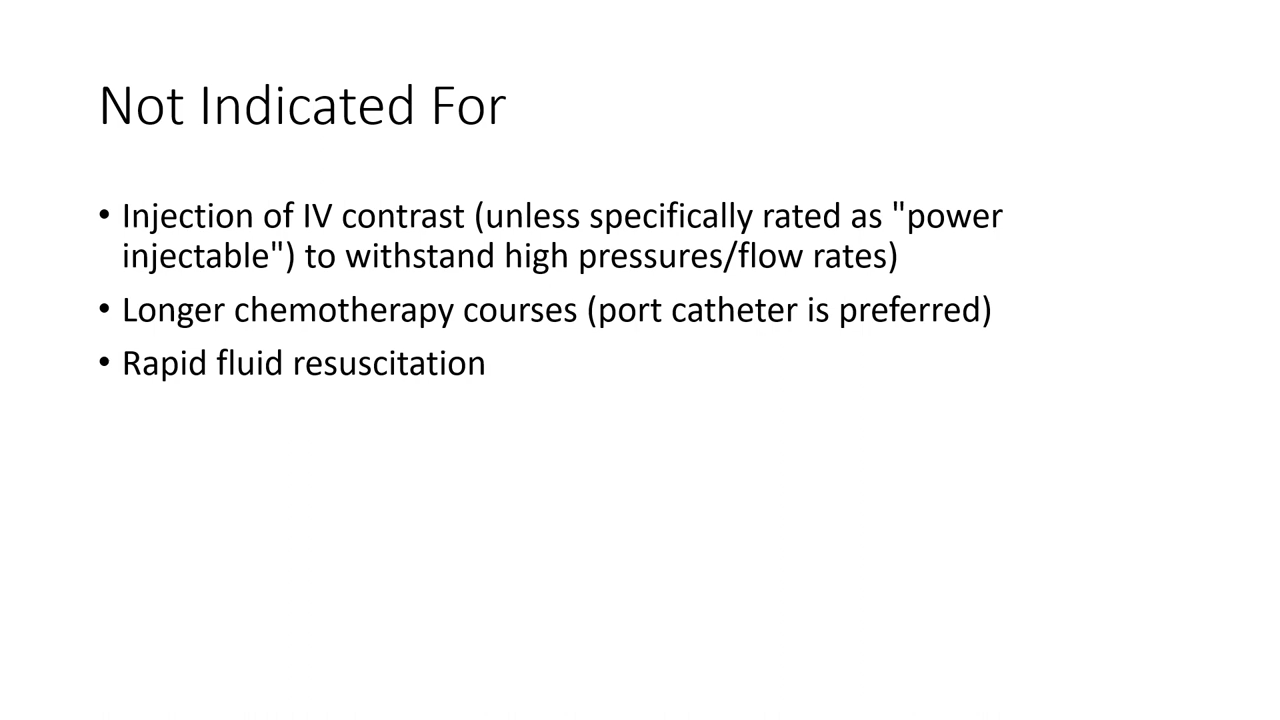 Not Indicated For
• Injection of IV contrast (unless specifically rated as "power
injectable") to withstand high pressures/flow rates)
• Longer chemotherapy courses (port catheter is preferred)
• Rapid fluid resuscitation